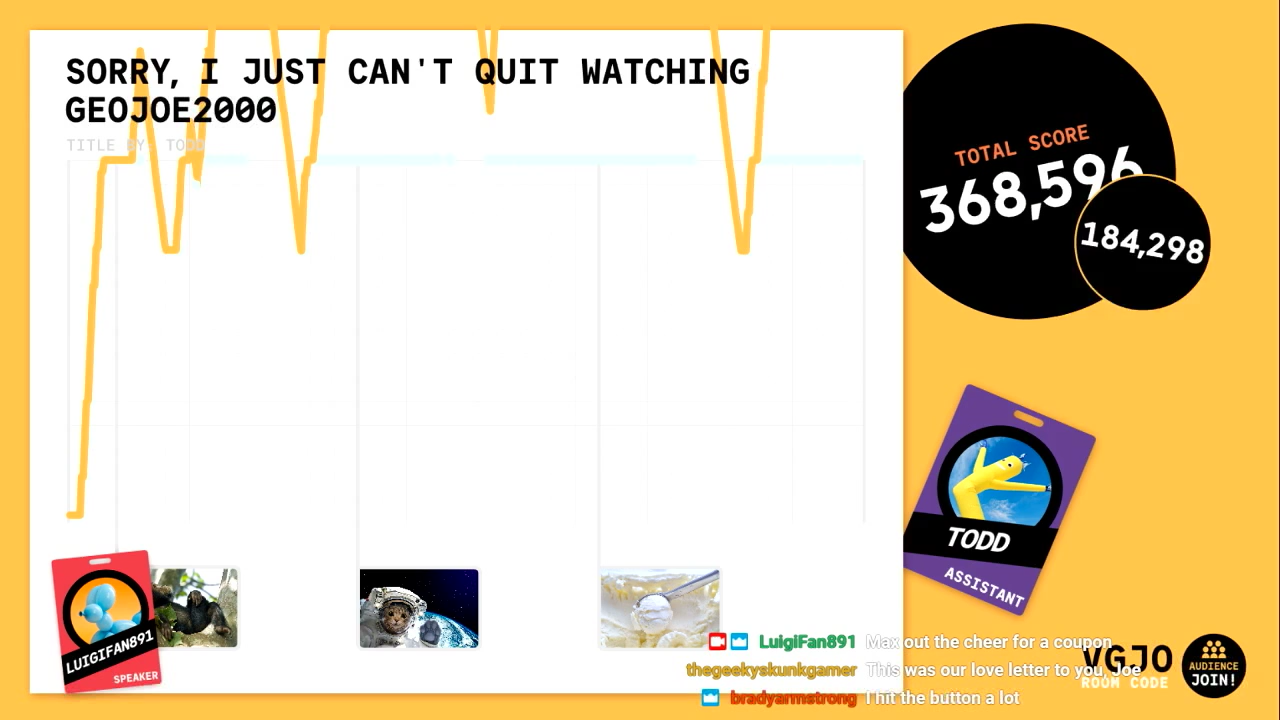 SORRY, I JUST CAN'T QUIT WATCHING
GEOJOE2000
TITLE BY: TODD
TOTAL SCORE
368,596
184,298
TODD
ASSISTANT
LUIGIFAN891
SPEAKER
LuigiFan891 Max out the cheer for a coupon
thegeekyskunkgamer This was our love letter to you, Joe
bradyarmstrong I hit the button a lot
VGJO
ROOM CODE
AUDIENCE
JOIN!